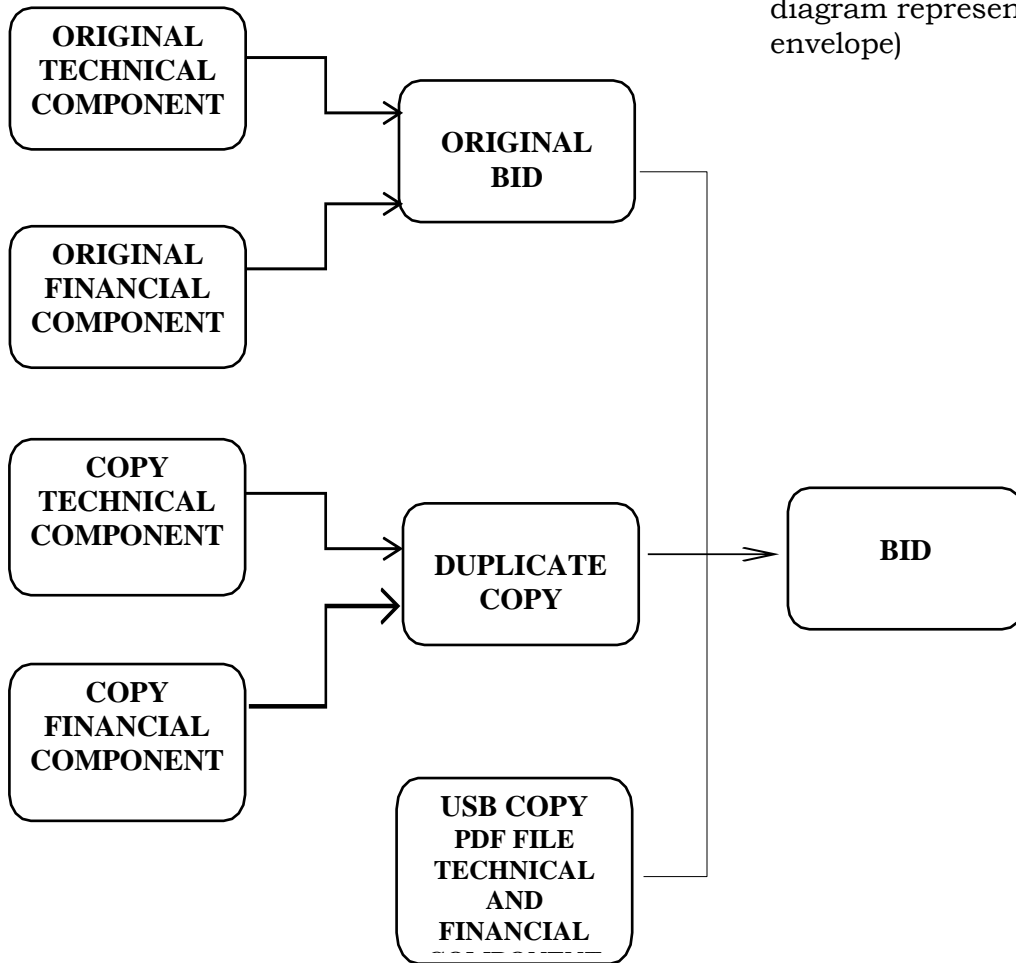 diagram represen
envelope)
ORIGINAL
TECHNICAL
COMPONENT
ORIGINAL
BID
ORIGINAL
FINANCIAL
COMPONENT
COPY
TECHNICAL
COMPONENT
DUPLICATE
COPY
BID
COPY
FINANCIAL
COMPONENT
USB COPY
PDF FILE
TECHNICAL
AND
FINANCIAL